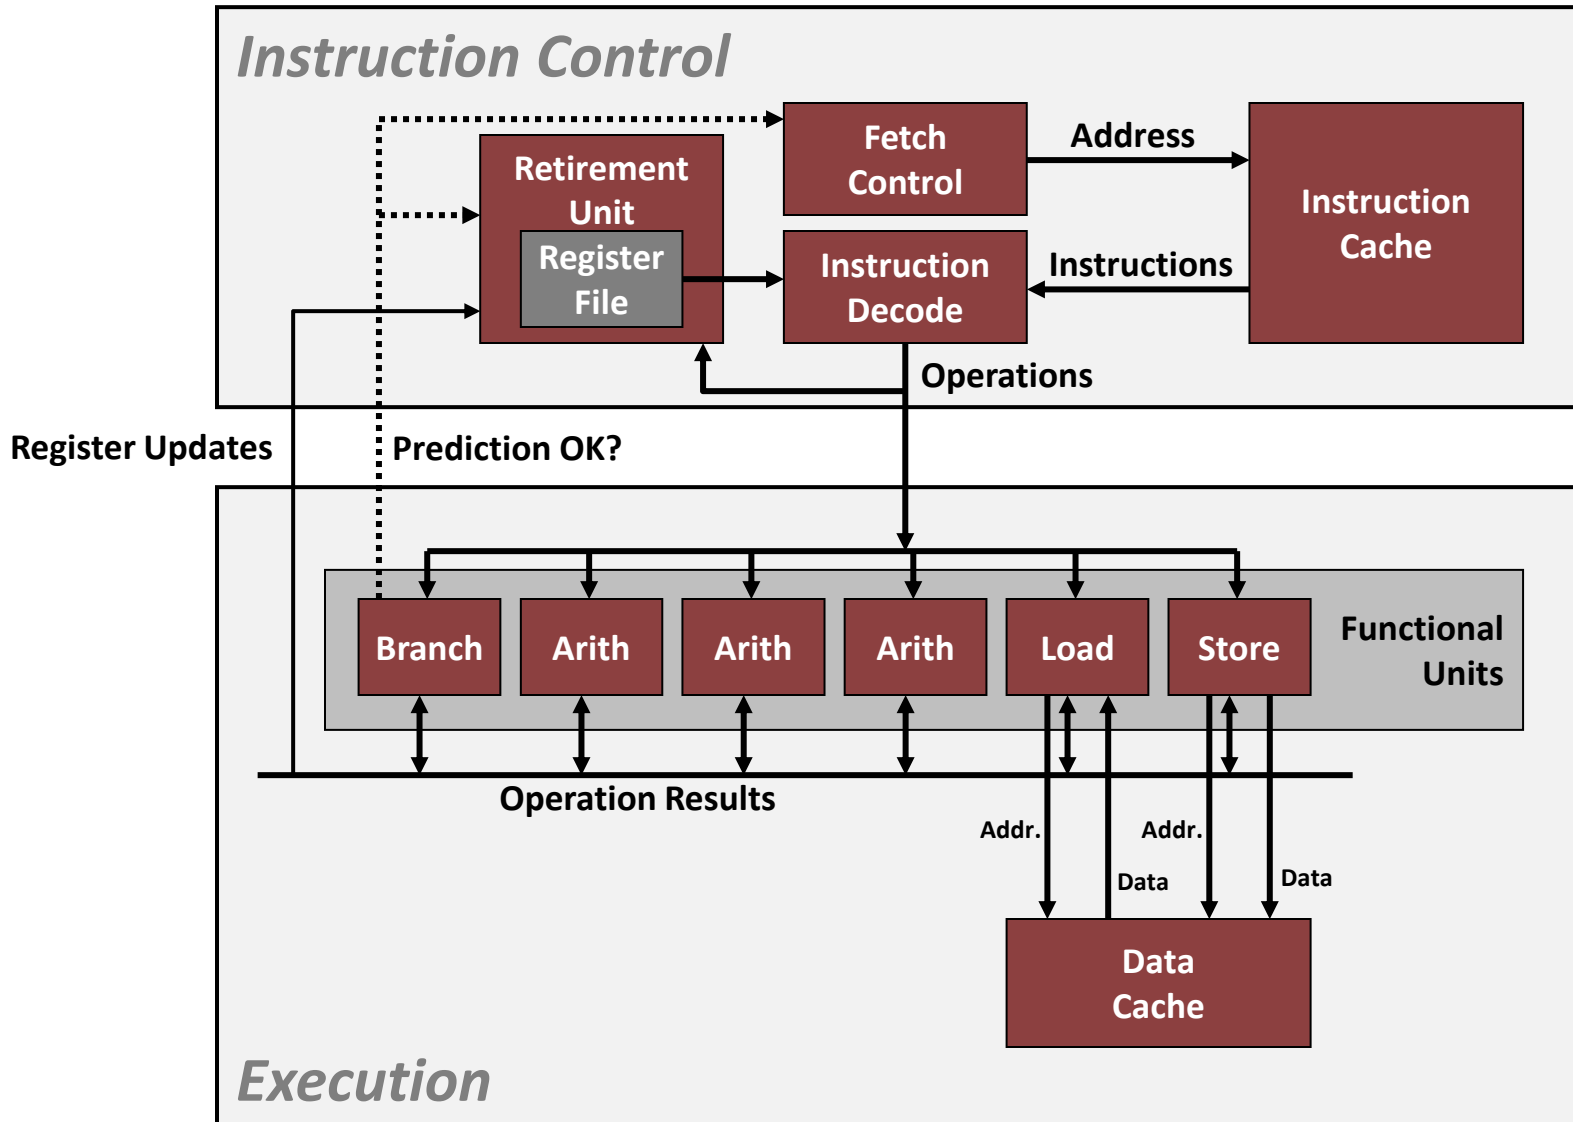 Instruction Control
Fetch
Control
Address
Instruction
Cache
Retirement
Unit
Register
File
Instruction
Decode
Instructions
Operations
Register Updates
Prediction OK?
Branch
Arith
Arith
Arith
Load
Store
Functional
Units
Operation Results
Addr.
Data
Addr.
Data
Data
Cache
Execution